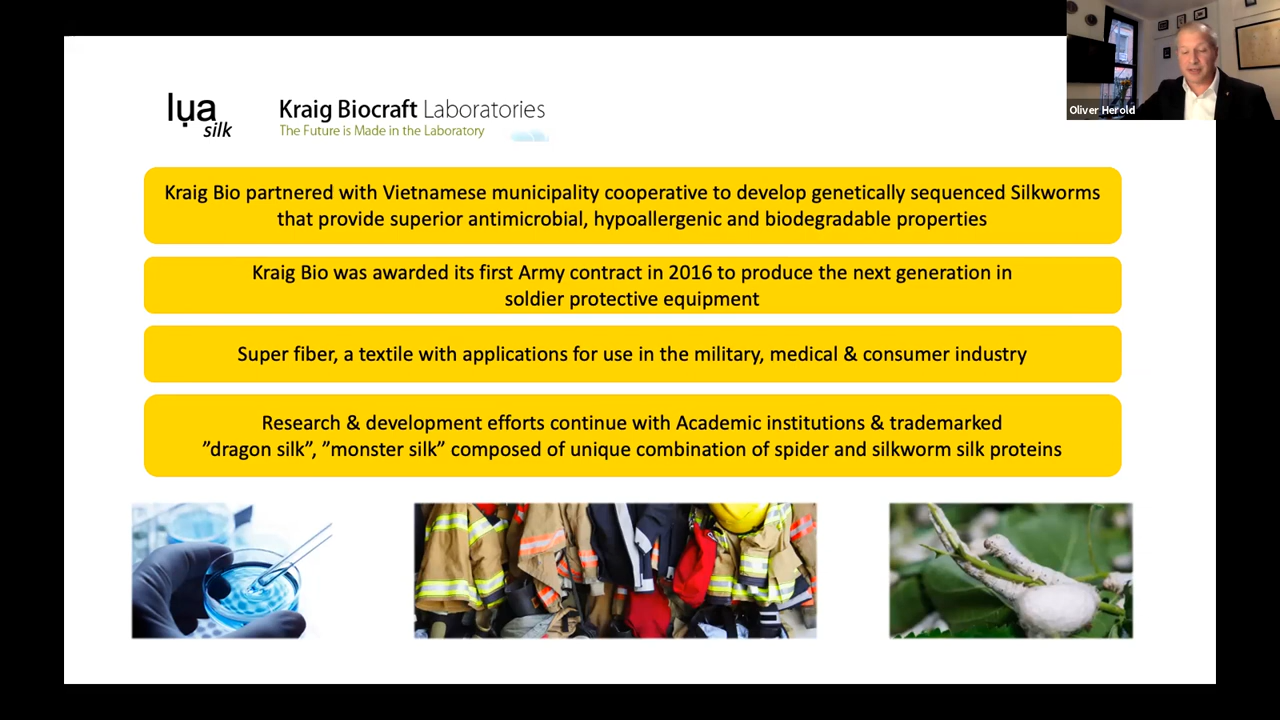 Oliver Herold
lụa
silk
Kraig Biocraft Laboratories
The Future is Made in the Laboratory
Kraig Bio partnered with Vietnamese municipality cooperative to develop genetically sequenced Silkworms
that provide superior antimicrobial, hypoallergenic and biodegradable properties
Kraig Bio was awarded its first Army contract in 2016 to produce the next generation in
soldier protective equipment
Super fiber, a textile with applications for use in the military, medical & consumer industry
Research & development efforts continue with Academic institutions & trademarked
”dragon silk”, ”monster silk” composed of unique combination of spider and silkworm silk proteins